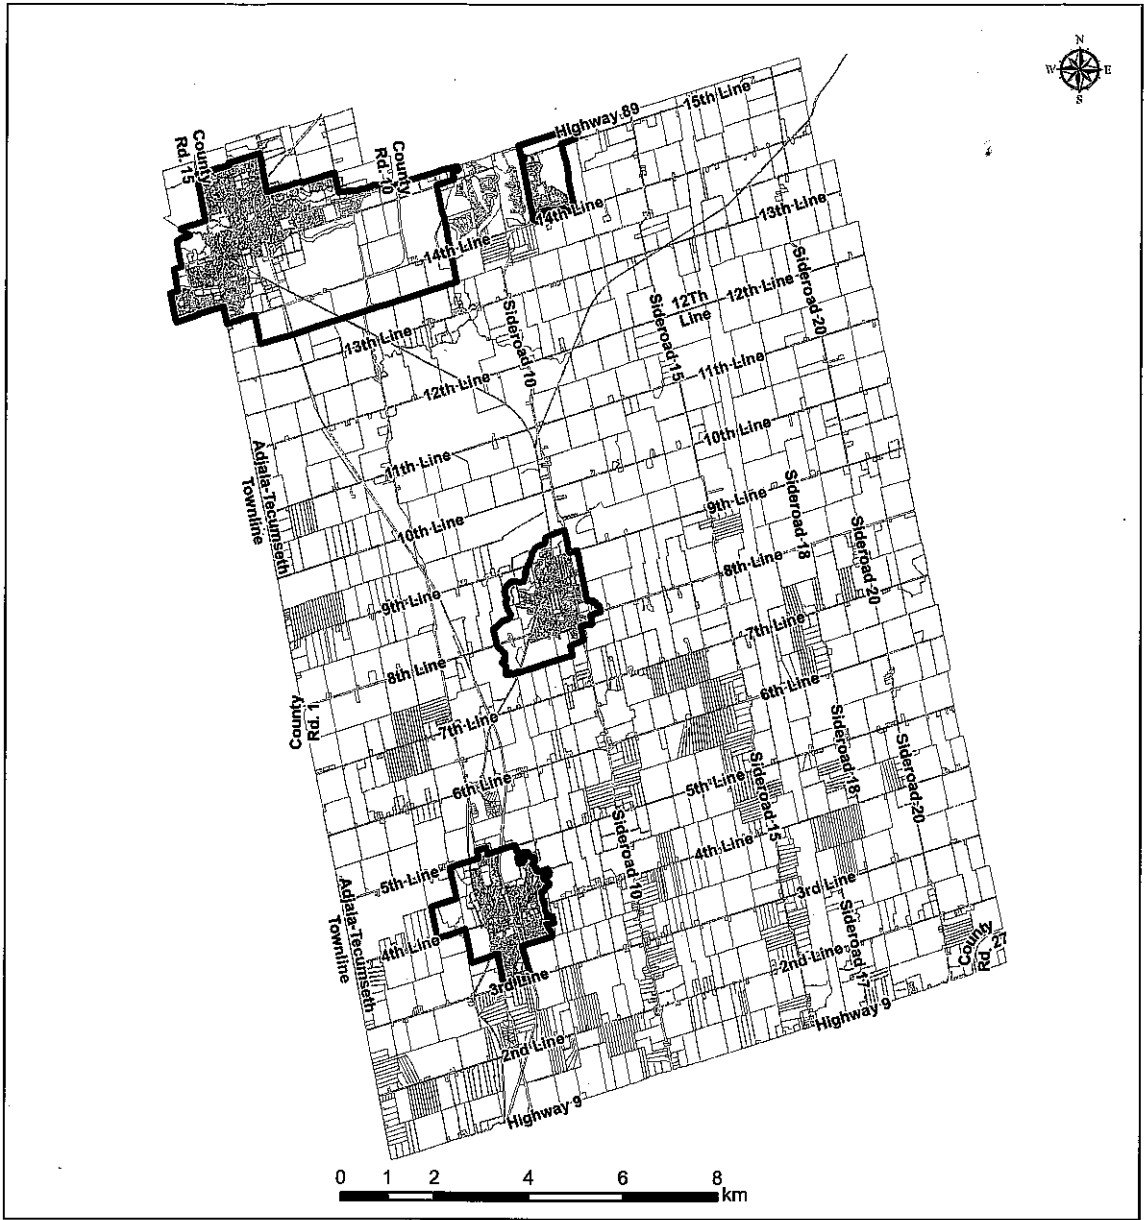 N
W E
S
Highway 89
15th Line
County
Rd. 15
County
Rd. 10
14th Line
13th Line
14th Line
Sideroad 20
12th Line
12Th
Line
Sideroad 15
Sideroad 10
13th Line
11th Line
12th Line
10th Line
11th Line
Adjala-Tecumseth
Townline
9th Line
Sideroad 18
10th Line
Sideroad 20
8th Line
9th Line
7th Line
8th Line
6th Line
County
Rd. 1
7th Line
Sideroad 18
Sideroad 20
5th Line
6th Line
Sideroad 15
Sideroad 10
4th Line
5th Line
3rd Line
Adjala-Tecumseth
Townline
4th Line
Sideroad 17
County
Rd. 27
2nd Line
3rd Line
Highway 9
2nd Line
Highway 9
0 1 2 4 6 8
km